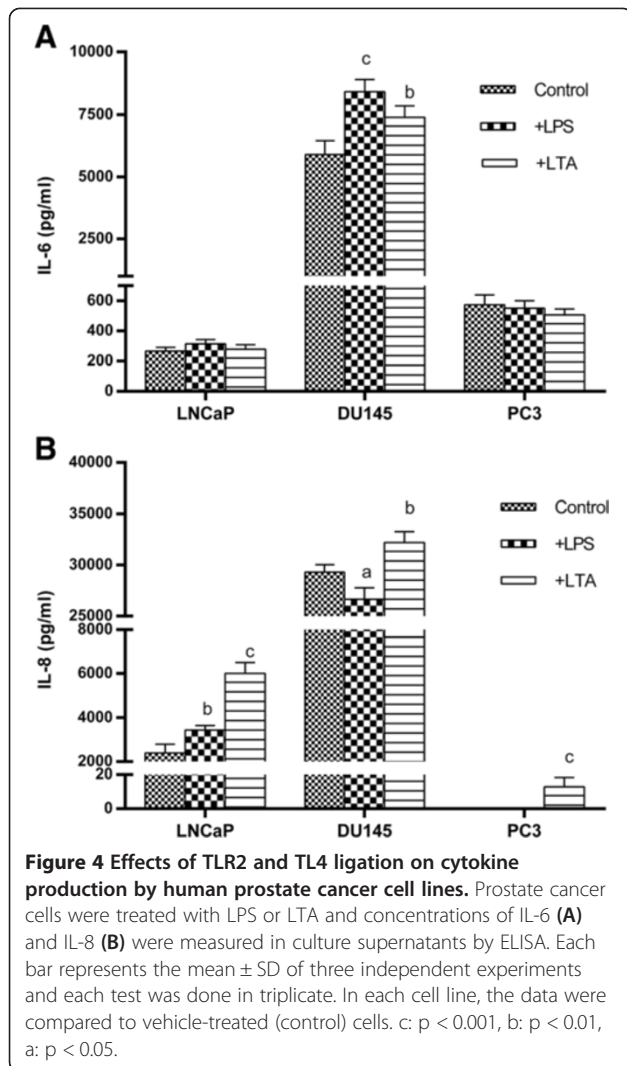 A
10000
7500
5000
2500
600
400
200
0
IL-6 (pg/ml)
c
b
Control
+LPS
+LTA
LNCaP
DU145
PC3
B
40000
35000
30000
25000
8000
6000
4000
2000
20
0
IL-8 (pg/ml)
b
c
a
b
c
Control
+LPS
+LTA
LNCaP
DU145
PC3
Figure 4 Effects of TLR2 and TL4 ligation on cytokine
production by human prostate cancer cell lines. Prostate cancer
cells were treated with LPS or LTA and concentrations of IL-6 (A)
and IL-8 (B) were measured in culture supernatants by ELISA. Each
bar represents the mean ± SD of three independent experiments
and each test was done in triplicate. In each cell line, the data were
compared to vehicle-treated (control) cells. c: p < 0.001, b: p < 0.01,
a: p < 0.05.